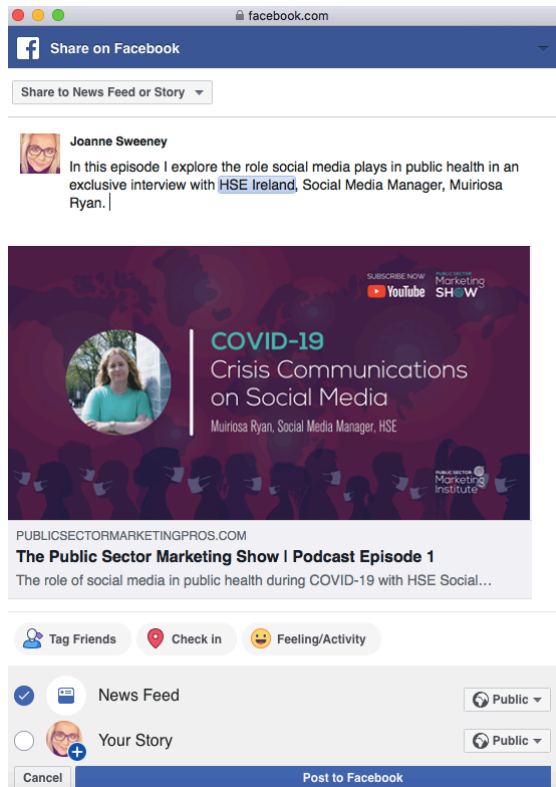 facebook.com
Share on Facebook
Share to News Feed or Story
Joanne Sweeney
In this episode I explore the role social media plays in public health in an
exclusive interview with HSE Ireland, Social Media Manager, Muiriosa
Ryan.
SUBSCRIBE NOW
YouTube
PUBLIC SECTOR
Marketing
SHOW
COVID-19
Crisis Communications
on Social Media
Muiriosa Ryan, Social Media Manager, HSE
PUBLIC SECTOR
Marketing
Institute
PUBLICSECTORMARKETINGPROS.COM
The Public Sector Marketing Show | Podcast Episode 1
The role of social media in public health during COVID-19 with HSE Social...
Tag Friends
Check in
Feeling/Activity
News Feed
Public
Your Story
Public
Cancel
Post to Facebook